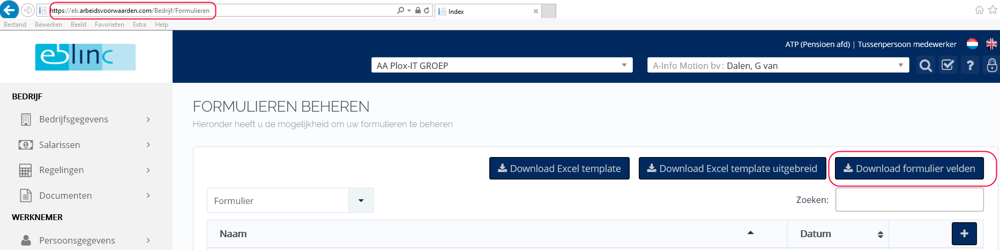 https://eb.arbeidsvoorwaarden.com/Bedrijf/Formulieren
Index
Bestand Bewerken Beeld Favorieten Extra Help
eblinc
ATP (Pensioen afd) | Tussenpersoon medewerker
AA Plox-IT GROEP
A-Info Motion bv : Dalen, G van
?
BEDRIJF
Bedrijfsgegevens
Salarissen
Regelingen
Documenten
WERKNEMER
Persoonsgegevens
FORMULIEREN BEHEREN
Hieronder heeft u de mogelijkheid om uw formulieren te beheren
Download Excel template
Download Excel template uitgebreid
Download formulier velden
Formulier
Zoeken:
Naam
Datum
+